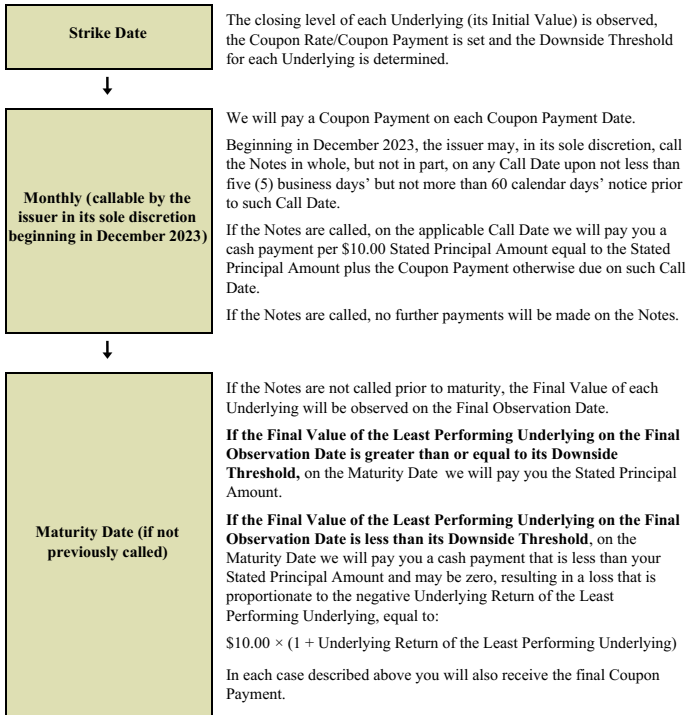 Strike Date
The closing level of each Underlying (its Initial Value) is observed,
the Coupon Rate/Coupon Payment is set and the Downside Threshold
for each Underlying is determined.
Monthly (callable by the
issuer in its sole discretion
beginning in December 2023)
We will pay a Coupon Payment on each Coupon Payment Date.
Beginning in December 2023, the issuer may, in its sole discretion, call
the Notes in whole, but not in part, on any Call Date upon not less than
five (5) business days’ but not more than 60 calendar days’ notice prior
to such Call Date.
If the Notes are called, on the applicable Call Date we will pay you a
cash payment per $10.00 Stated Principal Amount equal to the Stated
Principal Amount plus the Coupon Payment otherwise due on such Call
Date.
If the Notes are called, no further payments will be made on the Notes.
Maturity Date (if not
previously called)
If the Notes are not called prior to maturity, the Final Value of each
Underlying will be observed on the Final Observation Date.
If the Final Value of the Least Performing Underlying on the Final
Observation Date is greater than or equal to its Downside
Threshold, on the Maturity Date we will pay you the Stated Principal
Amount.
If the Final Value of the Least Performing Underlying on the Final
Observation Date is less than its Downside Threshold, on the
Maturity Date we will pay you a cash payment that is less than your
Stated Principal Amount and may be zero, resulting in a loss that is
proportionate to the negative Underlying Return of the Least
Performing Underlying, equal to:
$10.00 × (1 + Underlying Return of the Least Performing Underlying)
In each case described above you will also receive the final Coupon
Payment.